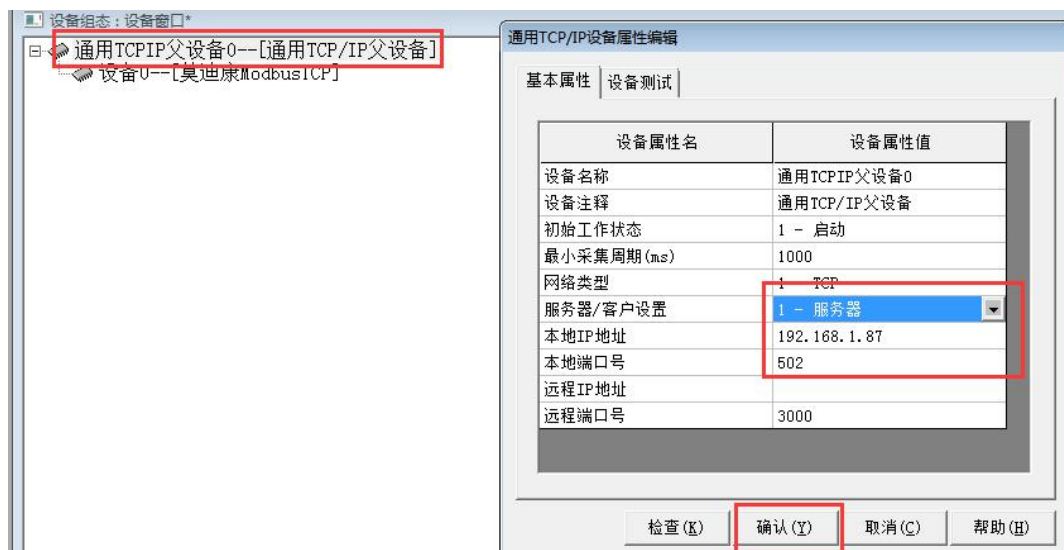 设备组态：设备窗口*
通用TCPIP父设备0--[通用TCP/IP父设备]
设备0--[莫迪康ModbusTCP]
通用TCP/IP设备属性编辑
基本属性 设备测试
设备属性名 设备属性值
设备名称 通用TCPIP父设备0
设备注释 通用TCP/IP父设备
初始工作状态 1 - 启动
最小采集周期(ms) 1000
网络类型 1 - TCP
服务器/客户设置 1 - 服务器
本地IP地址 192.168.1.87
本地端口号 502
远程IP地址
远程端口号 3000
检查(K) 确认(Y) 取消(C) 帮助(H)